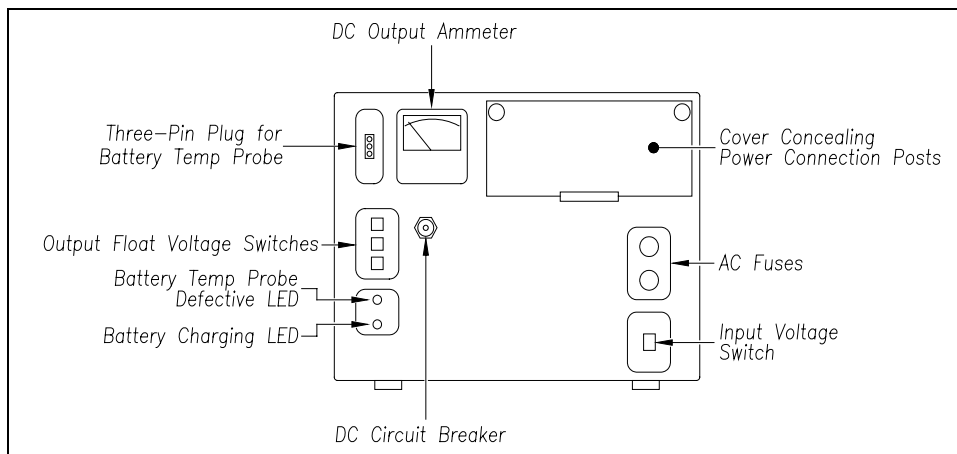 DC Output Ammeter
Three-Pin Plug for
Battery Temp Probe
Cover Concealing
Power Connection Posts
Output Float Voltage Switches
AC Fuses
Battery Temp Probe
Defective LED
Battery Charging LED
Input Voltage
Switch
DC Circuit Breaker